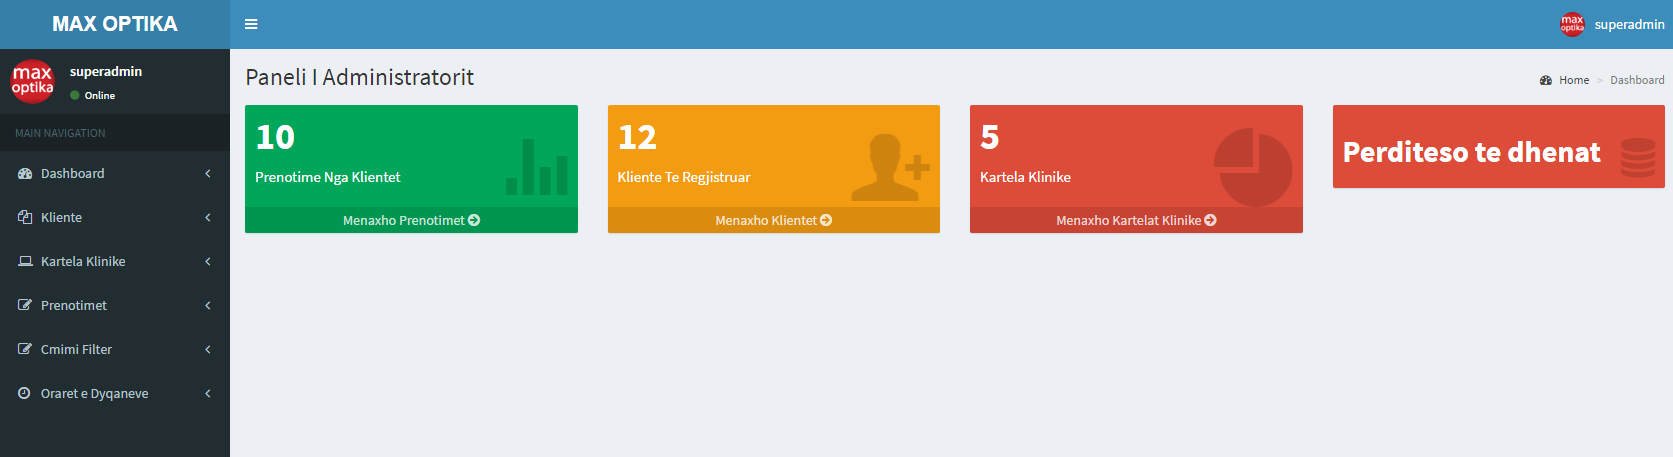 MAX OPTIKA
max
optika
superadmin
max
optika
superadmin
Online
MAIN NAVIGATION
Dashboard
Kliente
Kartela Klinike
Prenotimet
Cmimi Filter
Oraret e Dyqaneve
Paneli I Administratorit
Home > Dashboard
10
Prenotime Nga Klientet
Menaxho Prenotimet
12
Kliente Te Regjistruar
Menaxho Klientet
5
Kartela Klinike
Menaxho Kartelat Klinike
Perditeso te dhenat